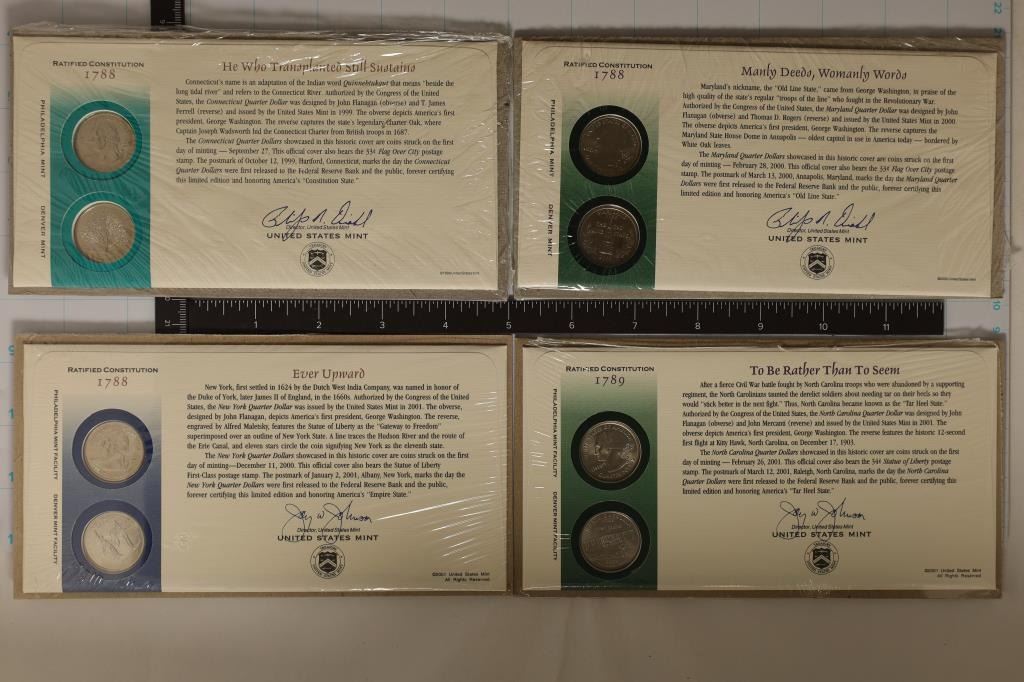 RATIFIED CONSTITUTION
1788
PHILADELPHIA MINT
DENVER MINT
He Who Transplanted Still Sustains
Connecticut's name is an adaptation of the Indian word Quinnehtukqut that means "beside the
long tidal river" and refers to the Connecticut River. Authorized by the Congress of the United
States, the Connecticut Quarter Dollar was designed by John Flanagan (obverse) and T. James
Ferrell (reverse) and issued by the United States Mint in 1999. The obverse depicts America's first
president, George Washington. The reverse captures the state's legendary Charter Oak, where
Captain Joseph Wadsworth hid the Connecticut Charter from British troops in 1687.
The Connecticut Quarter Dollars showcased in this historic cover are coins struck on the first
day of minting — September 27. This official cover also bears the 33¢ Flag Over City postage
stamp. The postmark of October 12, 1999, Hartford, Connecticut, marks the day the Connecticut
Quarter Dollars were first released to the Federal Reserve Bank and the public, forever certifying
this limited edition and honoring America's "Constitution State."
Director, United States Mint
UNITED STATES MINT
RATIFIED CONSTITUTION
1788
PHILADELPHIA MINT
DENVER MINT
Manly Deeds, Womanly Words
Maryland's nickname, the "Old Line State," came from George Washington, in praise of the
high quality of the state's regular "troops of the line" who fought in the Revolutionary War.
Authorized by the Congress of the United States, the Maryland Quarter Dollar was designed by John
Flanagan (obverse) and Thomas D. Rogers (reverse) and issued by the United States Mint in 2000.
The obverse depicts America's first president, George Washington. The reverse captures the
Maryland State House Dome in Annapolis — oldest capitol in use in America today — bordered by
White Oak leaves.
The Maryland Quarter Dollars showcased in this historic cover are coins struck on the first
day of minting — February 28, 2000. This official cover also bears the 33¢ Flag Over City postage
stamp. The postmark of March 13, 2000, Annapolis, Maryland, marks the day the Maryland Quarter
Dollars were first released to the Federal Reserve Bank and the public, forever certifying this
limited edition and honoring America's "Old Line State."
Director, United States Mint
UNITED STATES MINT
1 2 3 4 5 6 7 8 9 10 11
RATIFIED CONSTITUTION
1788
PHILADELPHIA MINT FACILITY
DENVER MINT FACILITY
Ever Upward
New York, first settled in 1624 by the Dutch West India Company, was named in honor of
the Duke of York, later James II of England, in the 1660s. Authorized by the Congress of the United
States, the New York Quarter Dollar was issued by the United States Mint in 2001. The obverse,
designed by John Flanagan, depicts America's first president, George Washington. The reverse,
engraved by Alfred Maletsky, features the Statue of Liberty as the "Gateway to Freedom"
superimposed over an outline of New York State. A line traces the Hudson River and the route of
the Erie Canal, and eleven stars circle the coin signifying New York as the eleventh state.
The New York Quarter Dollars showcased in this historic cover are coins struck on the first
day of minting—December 11, 2000. This official cover also bears the Statue of Liberty
First-Class postage stamp. The postmark of January 2, 2001, Albany, New York, marks the day the
New York Quarter Dollars were first released to the Federal Reserve Bank and the public,
forever certifying this limited edition and honoring America's "Empire State."
Director, United States Mint
UNITED STATES MINT
©2001 United States Mint
All Rights Reserved
RATIFIED CONSTITUTION
1789
PHILADELPHIA MINT FACILITY
DENVER MINT FACILITY
To Be Rather Than To Seem
After a fierce Civil War battle fought by North Carolina troops who were abandoned by a supporting
regiment, the North Carolinians taunted the derelict soldiers about needing tar on their heels so they
would "stick better in the next fight." Thus, North Carolina became known as the "Tar Heel State."
Authorized by the Congress of the United States, the North Carolina Quarter Dollar was designed by John
Flanagan (obverse) and John Mercanti (reverse) and issued by the United States Mint in 2001. The
obverse depicts America's first president, George Washington. The reverse features the historic 12-second
first flight at Kitty Hawk, North Carolina, on December 17, 1903.
The North Carolina Quarter Dollars showcased in this historic cover are coins struck on the first
day of minting — February 26, 2001. This official cover also bears the 34¢ Statue of Liberty postage
stamp. The postmark of March 12, 2001, Raleigh, North Carolina, marks the day the North Carolina
Quarter Dollars were first released to the Federal Reserve Bank and the public, forever certifying this
limited edition and honoring America's "Tar Heel State."
Director, United States Mint
UNITED STATES MINT
©2001 United States Mint
All Rights Reserved